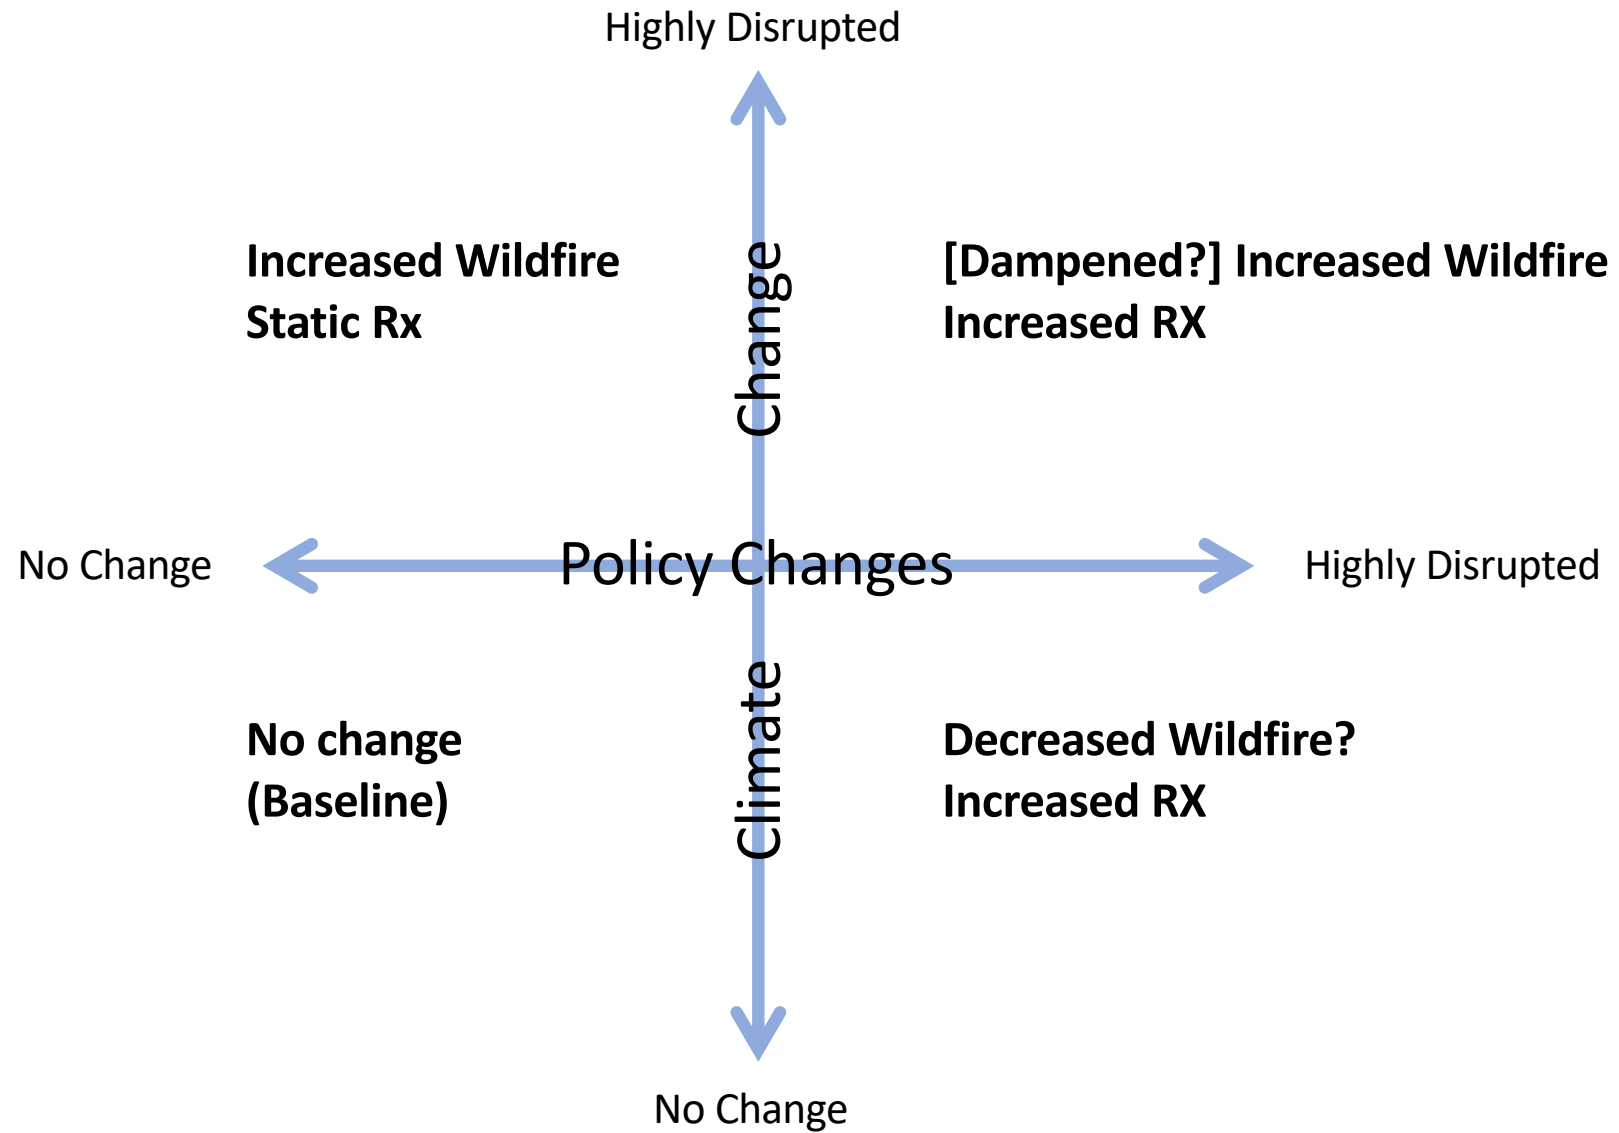 Highly Disrupted
Increased Wildfire
Static Rx
[Dampened?] Increased Wildfire
Increased RX
Climate Change
No Change
Policy Changes
Highly Disrupted
No change
(Baseline)
Decreased Wildfire?
Increased RX
No Change